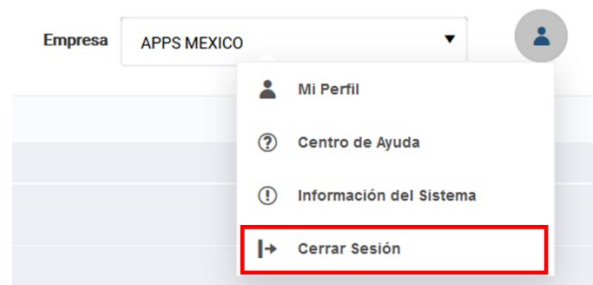 Empresa
APPS MEXICO
Mi Perfil
Centro de Ayuda
Información del Sistema
Cerrar Sesión